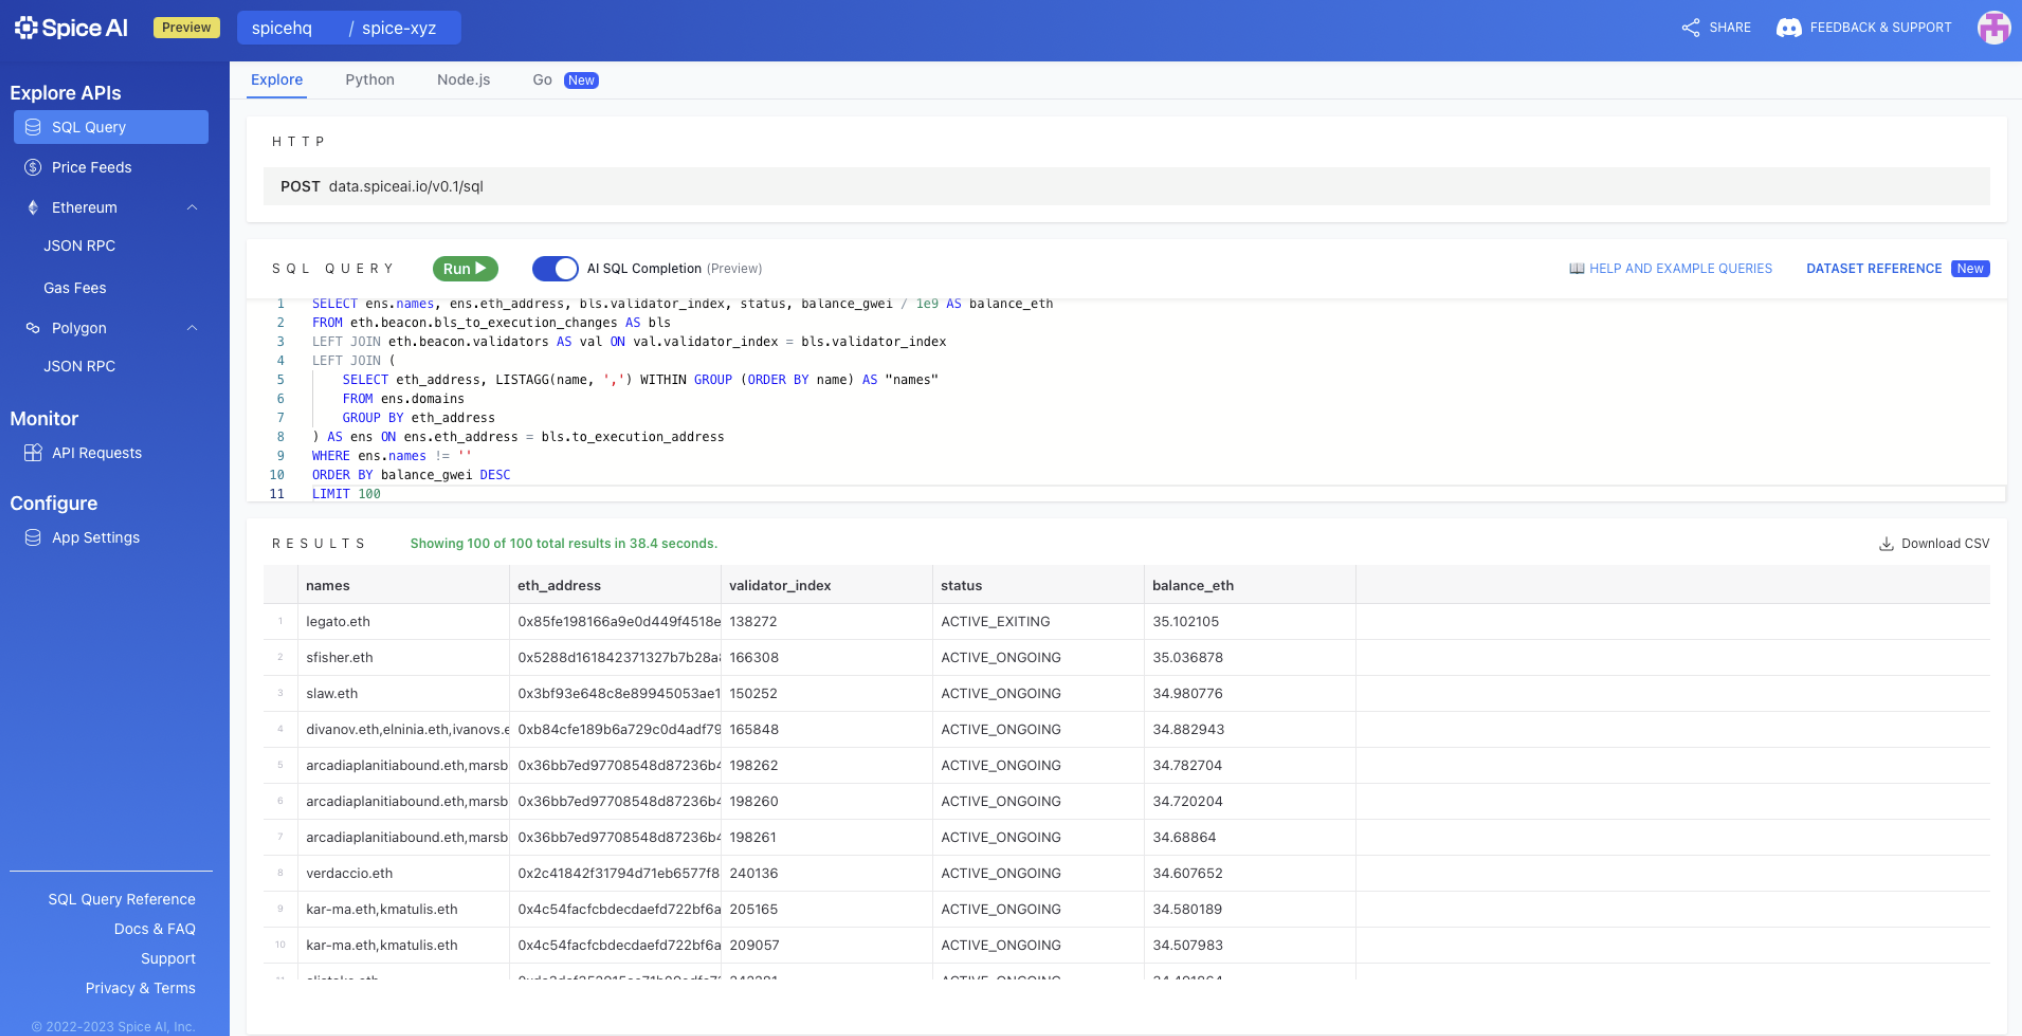 Spice AI
Preview
spicehq / spice-xyz
SHARE
FEEDBACK & SUPPORT
Explore APIs
SQL Query
Price Feeds
Ethereum
JSON RPC
Gas Fees
Polygon
JSON RPC
Monitor
API Requests
Configure
App Settings
SQL Query Reference
Docs & FAQ
Support
Privacy & Terms
© 2022-2023 Spice AI, Inc.
Explore Python Node.js Go New
HTTP
POST data.spiceai.io/v0.1/sql
SQL QUERY Run AI SQL Completion (Preview) HELP AND EXAMPLE QUERIES DATASET REFERENCE New
1 SELECT ens.names, ens.eth_address, bls.validator_index, status, balance_gwei / 1e9 AS balance_eth
2 FROM eth.beacon.bls_to_execution_changes AS bls
3 LEFT JOIN eth.beacon.validators AS val ON val.validator_index = bls.validator_index
4 LEFT JOIN (
5 SELECT eth_address, LISTAGG(name, ',') WITHIN GROUP (ORDER BY name) AS "names"
6 FROM ens.domains
7 GROUP BY eth_address
8 ) AS ens ON ens.eth_address = bls.to_execution_address
9 WHERE ens.names != ''
10 ORDER BY balance_gwei DESC
11 LIMIT 100
RESULTS Showing 100 of 100 total results in 38.4 seconds. Download CSV
names eth_address validator_index status balance_eth
1 legato.eth 0x85fe198166a9e0d449f4518e 138272 ACTIVE_EXITING 35.102105
2 sfisher.eth 0x5288d161842371327b7b28a8 166308 ACTIVE_ONGOING 35.036878
3 slaw.eth 0x3bf93e648c8e89945053ae1 150252 ACTIVE_ONGOING 34.980776
4 divanov.eth,elninia.eth,ivanovs.e 0xb84cfe189b6a729c0d4adf79 165848 ACTIVE_ONGOING 34.882943
5 arcadiaplanitiabound.eth,marsb 0x36bb7ed97708548d87236b4 198262 ACTIVE_ONGOING 34.782704
6 arcadiaplanitiabound.eth,marsb 0x36bb7ed97708548d87236b4 198260 ACTIVE_ONGOING 34.720204
7 arcadiaplanitiabound.eth,marsb 0x36bb7ed97708548d87236b4 198261 ACTIVE_ONGOING 34.68864
8 verdaccio.eth 0x2c41842f31794d71eb6577f8 240136 ACTIVE_ONGOING 34.607652
9 kar-ma.eth,kmatulis.eth 0x4c54facfcbdecdaefd722bf6a 205165 ACTIVE_ONGOING 34.580189
10 kar-ma.eth,kmatulis.eth 0x4c54facfcbdecdaefd722bf6a 209057 ACTIVE_ONGOING 34.507983
ACTIVE_ONGOING